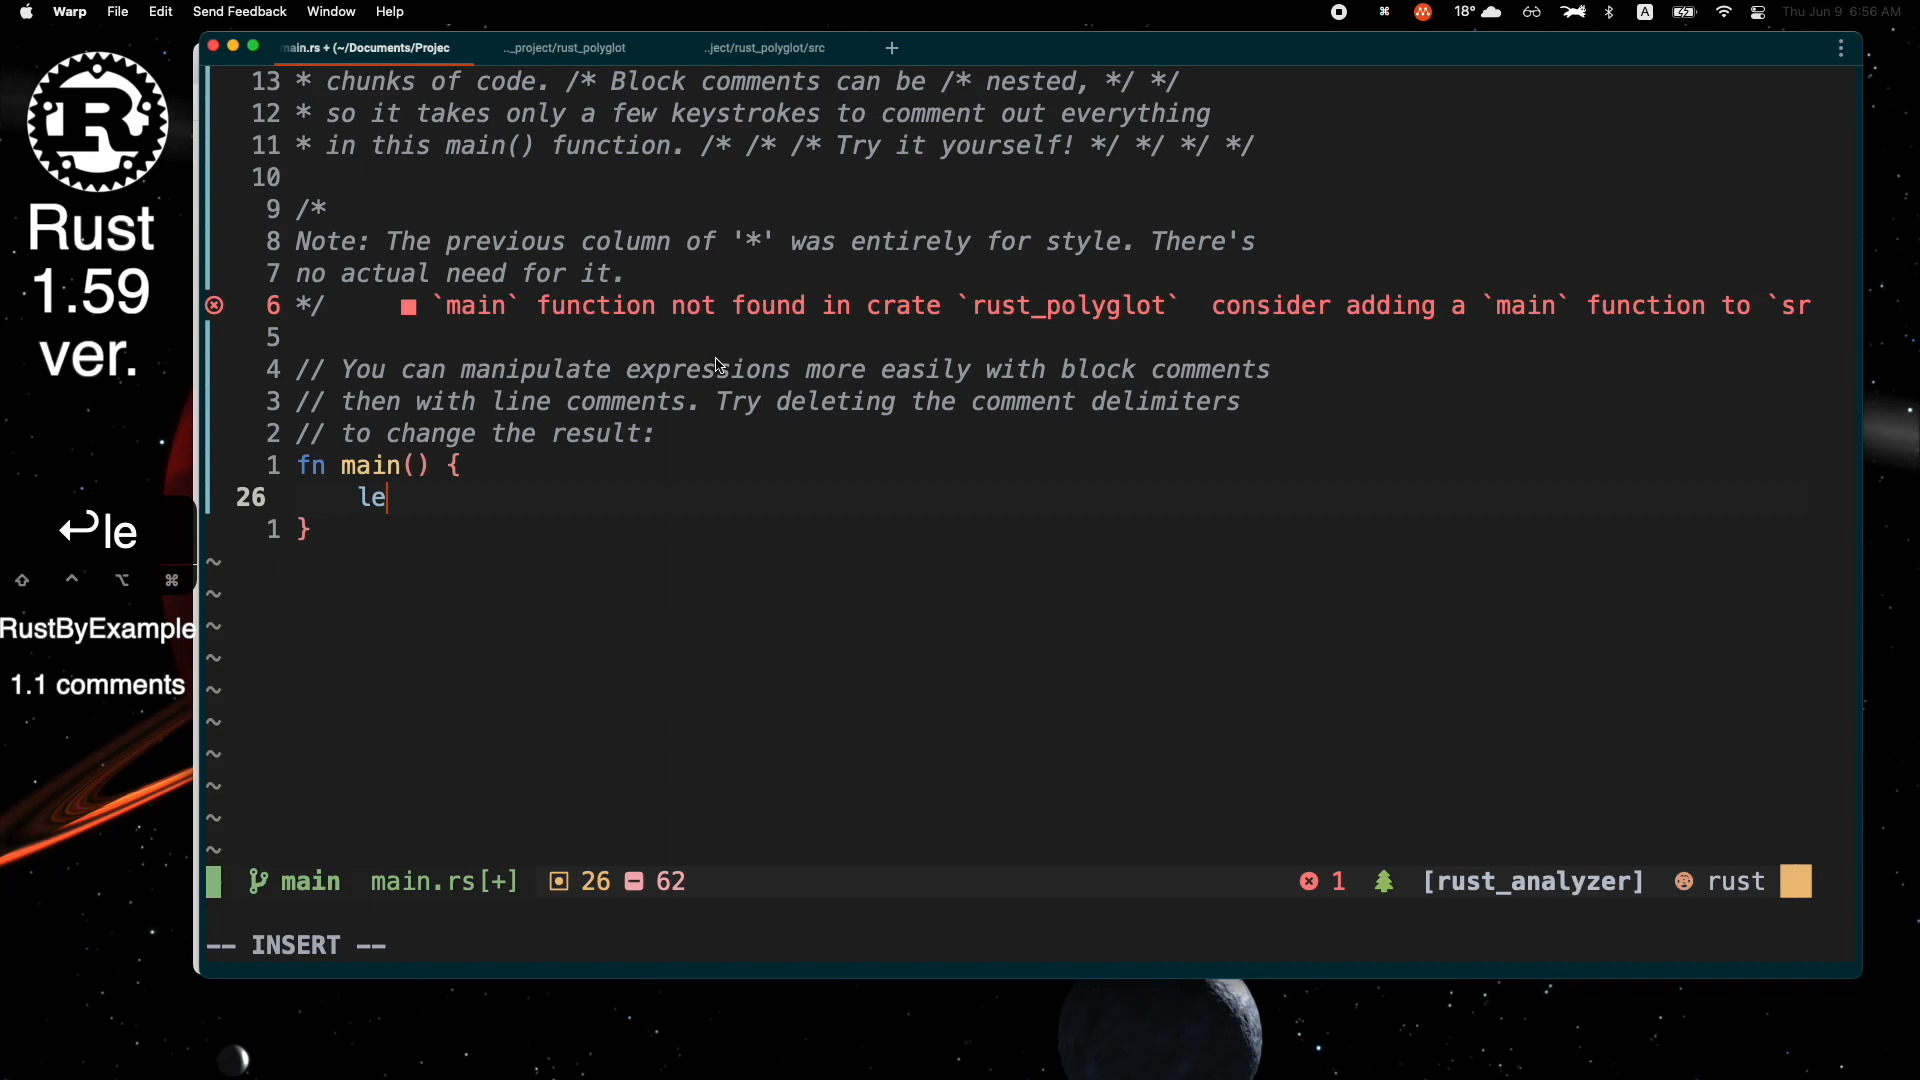 Warp File Edit Send Feedback Window Help
18° A Thu Jun 9 6:56 AM
main.rs + (~/Documents/Projec
.._project/rust_polyglot
..ject/rust_polyglot/src
+
R
Rust
1.59
ver.
↩le
⇧ ^ ⌥ ⌘
RustByExample
1.1 comments
13 * chunks of code. /* Block comments can be /* nested, */ */
12 * so it takes only a few keystrokes to comment out everything
11 * in this main() function. /* /* /* Try it yourself! */ */ */ */
10
9 /*
8 Note: The previous column of '*' was entirely for style. There's
7 no actual need for it.
6 */ ■ `main` function not found in crate `rust_polyglot` consider adding a `main` function to `sr
5
4 // You can manipulate expressions more easily with block comments
3 // then with line comments. Try deleting the comment delimiters
2 // to change the result:
1 fn main() {
26 le
1 }
~
~
~
~
~
~
~
~
~
~
main main.rs[+] 26 62 1 [rust_analyzer] rust
-- INSERT --